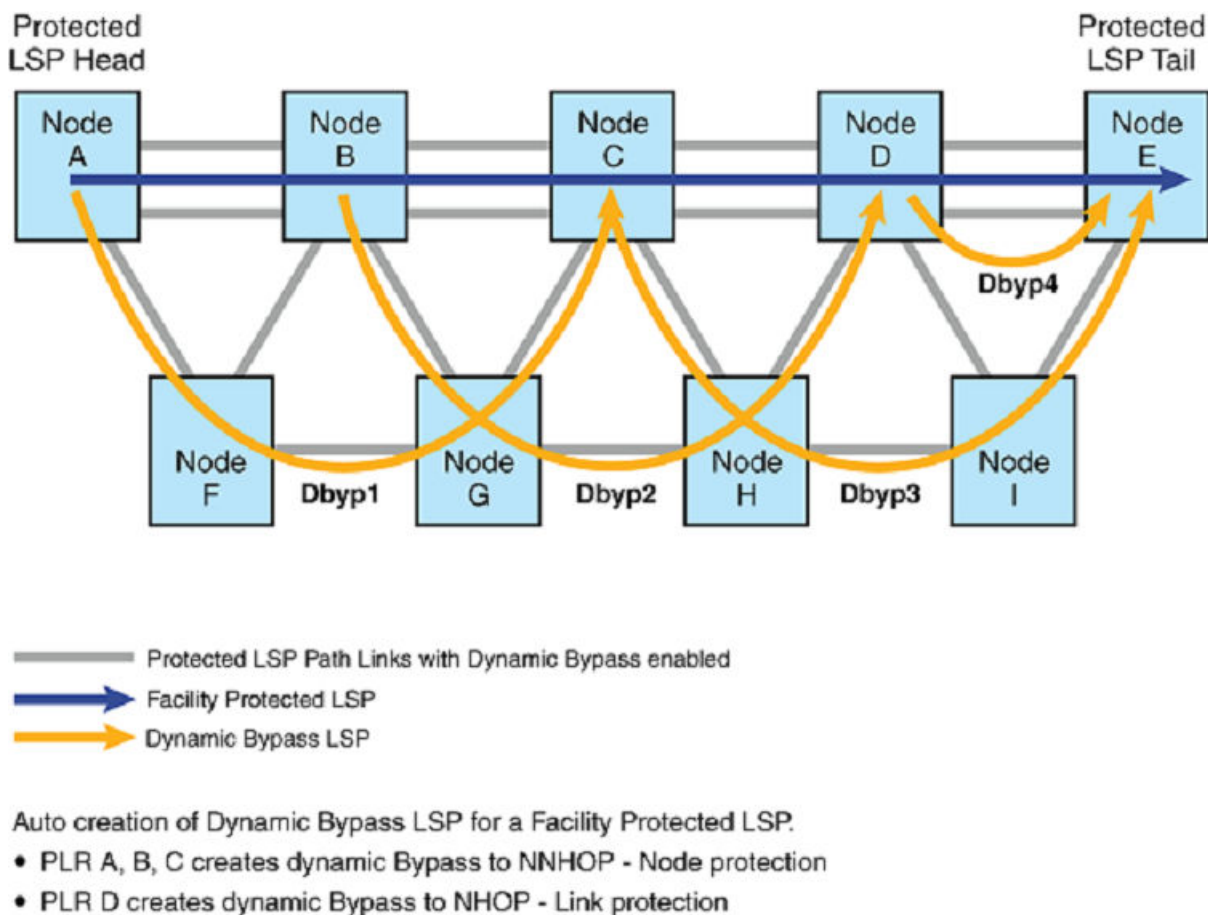 Protected
LSP Head
Protected
LSP Tail
Node
A
Node
B
Node
C
Node
D
Node
E
Dbyp4
Node
F
Dbyp1
Node
G
Dbyp2
Node
H
Dbyp3
Node
I
Protected LSP Path Links with Dynamic Bypass enabled
Facility Protected LSP
Dynamic Bypass LSP
Auto creation of Dynamic Bypass LSP for a Facility Protected LSP.
• PLR A, B, C creates dynamic Bypass to NNHOP - Node protection
• PLR D creates dynamic Bypass to NHOP - Link protection